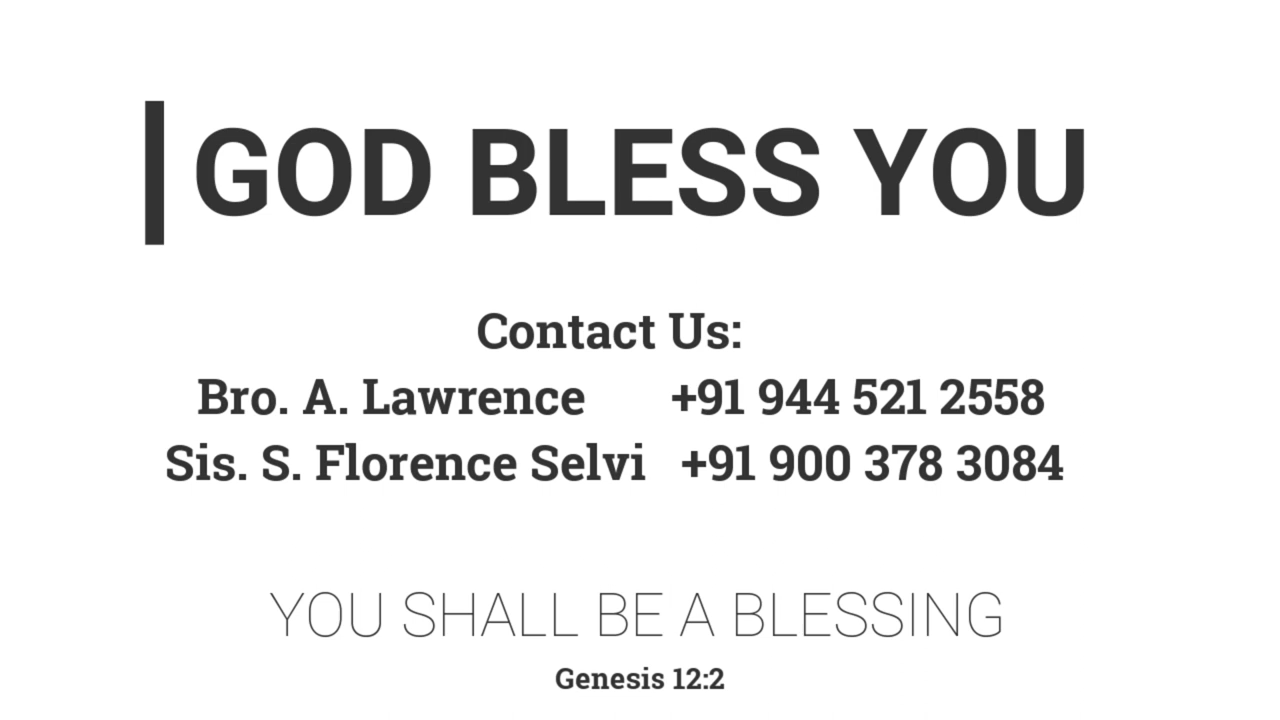 GOD BLESS YOU
Contact Us:
Bro. A. Lawrence +91 944 521 2558
Sis. S. Florence Selvi +91 900 378 3084
YOU SHALL BE A BLESSING
Genesis 12:2